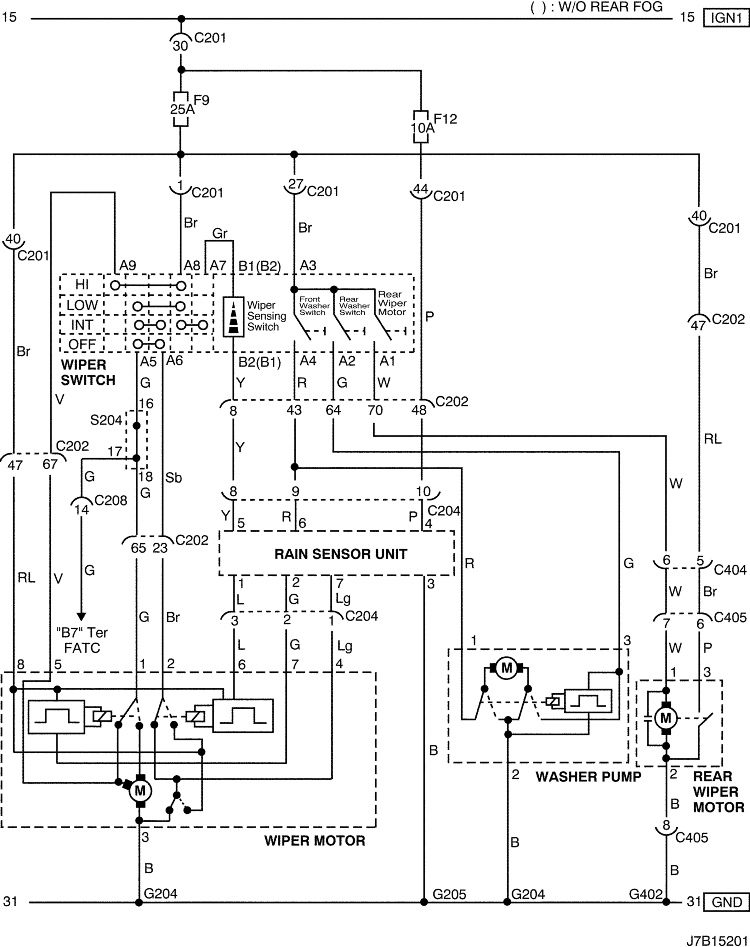 ( ) : W/O REAR FOG
15 15 IGN1
30 C201
F9
25A
F12
10A
1 C201 27 C201 44 C201
40 C201 40 C201
Br Gr Br Br
A9 A8 A7 B1(B2) A3
HI
LOW
INT
OFF
Wiper
Sensing
Switch
Front
Washer
Switch
Rear
Washer
Switch
Rear
Wiper
Motor
P
47 C202
Br
WIPER
SWITCH
A5 A6 B2(B1) A4 A2 A1
G Y R G W
V
16 8 43 64 70 48 C202
S204
17
18
C202
47 67
G G Sb Y RL
C208
14
W
8 9 10 C204
Y 5 R 6 P 4
65 23 C202
RAIN SENSOR UNIT
RL V G G Br
R G
6 5 C404
W Br
7 6 C405
W P
1 2 7 3
L G Lg
3 2 1 C204
L G Lg
"B7" Ter
FATC
8 5 1 2 6 7 4
1 3
1 3
M
M
M
B
2 WASHER PUMP
2 REAR
WIPER
MOTOR
B
8 C405
3 WIPER MOTOR
B B B
31 G204 G205 G204 G402 31 GND
J7B15201